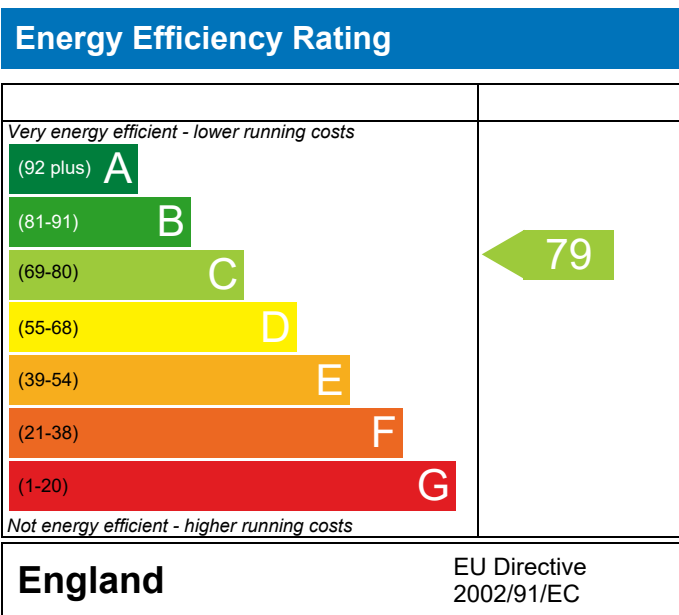 Energy Efficiency Rating
Very energy efficient - lower running costs
(92 plus) A
(81-91) B
(69-80) C
79
(55-68) D
(39-54) E
(21-38) F
(1-20) G
Not energy efficient - higher running costs
England
EU Directive
2002/91/EC